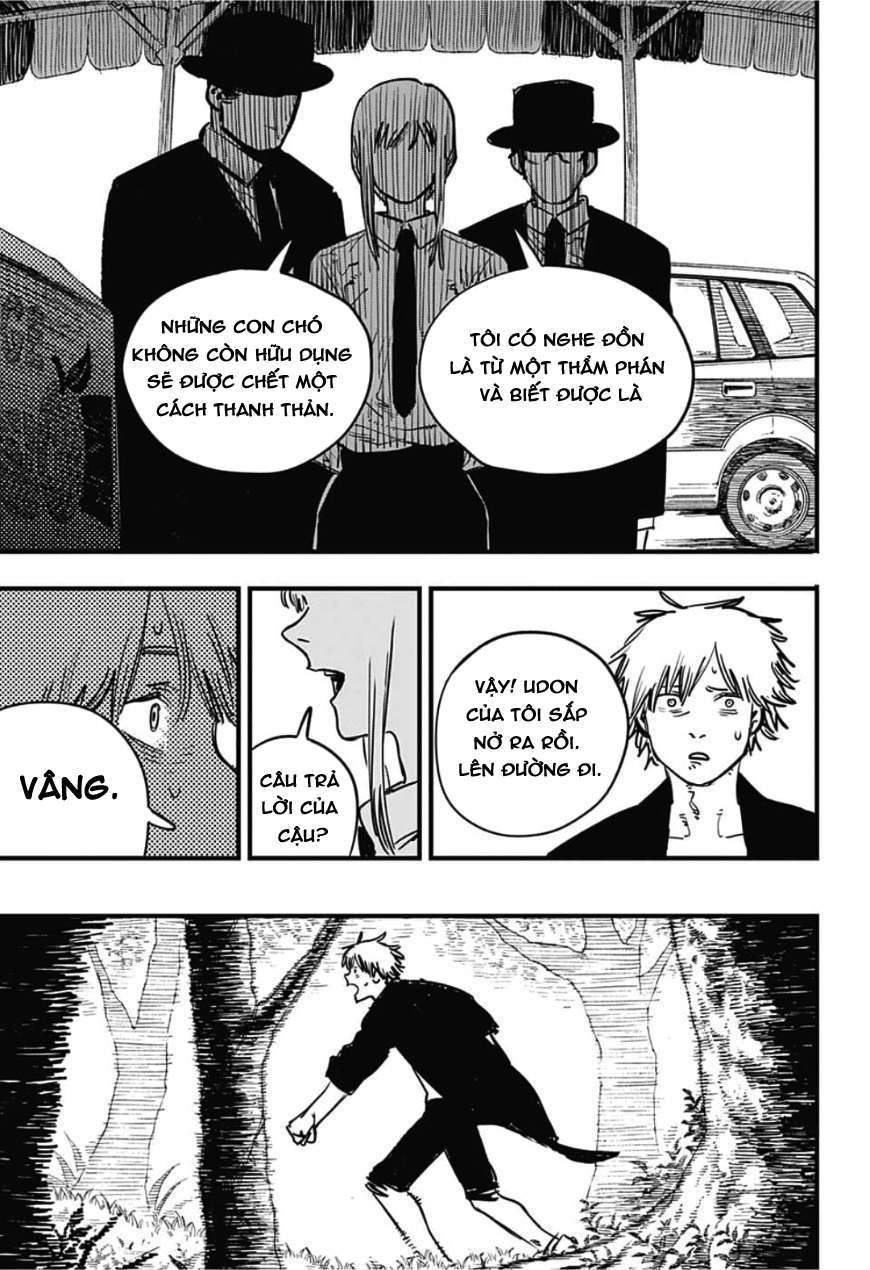 TÔI CÓ NGHE ĐỒN
LÀ TỪ MỘT THẨM PHÁN
VÀ BIẾT ĐƯỢC LÀ
NHỮNG CON CHÓ
KHÔNG CÒN HỮU DỤNG
SẼ ĐƯỢC CHẾT MỘT
CÁCH THANH THẢN.
VẬY! UDON
CỦA TÔI SẮP
NỞ RA RỒI.
LÊN ĐƯỜNG ĐI.
CÂU TRẢ
LỜI CỦA
CẬU?
VÂNG.